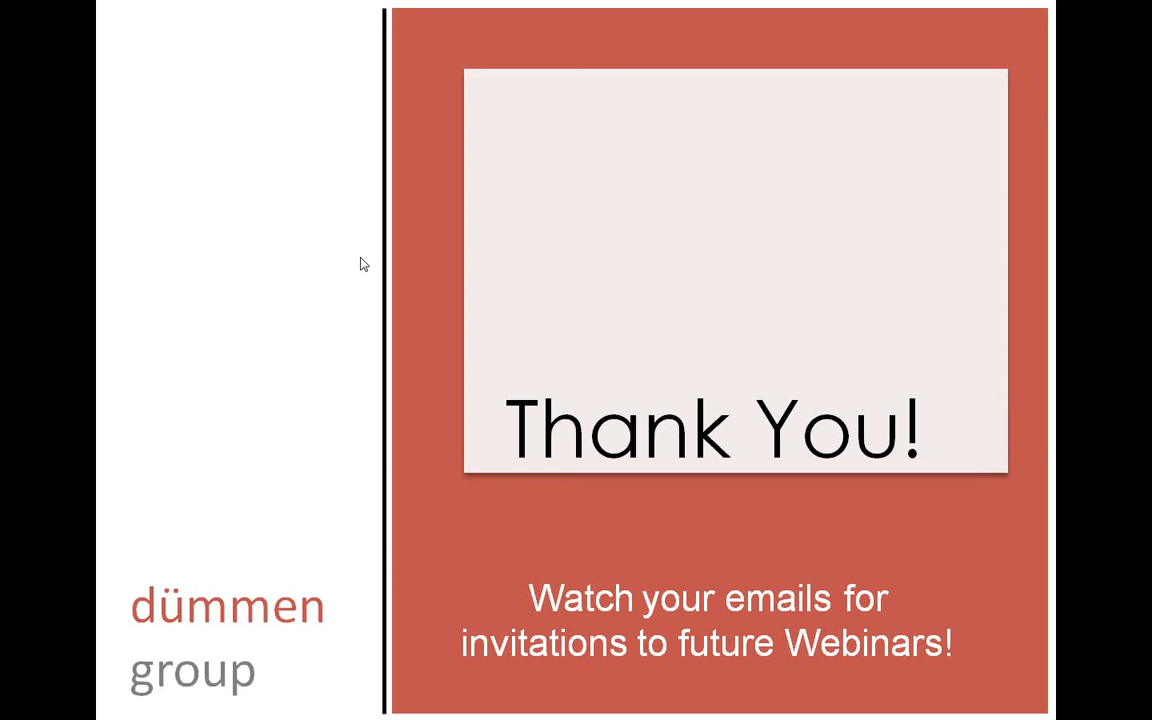 Thank You!
Watch your emails for
invitations to future Webinars!
dümmen
group